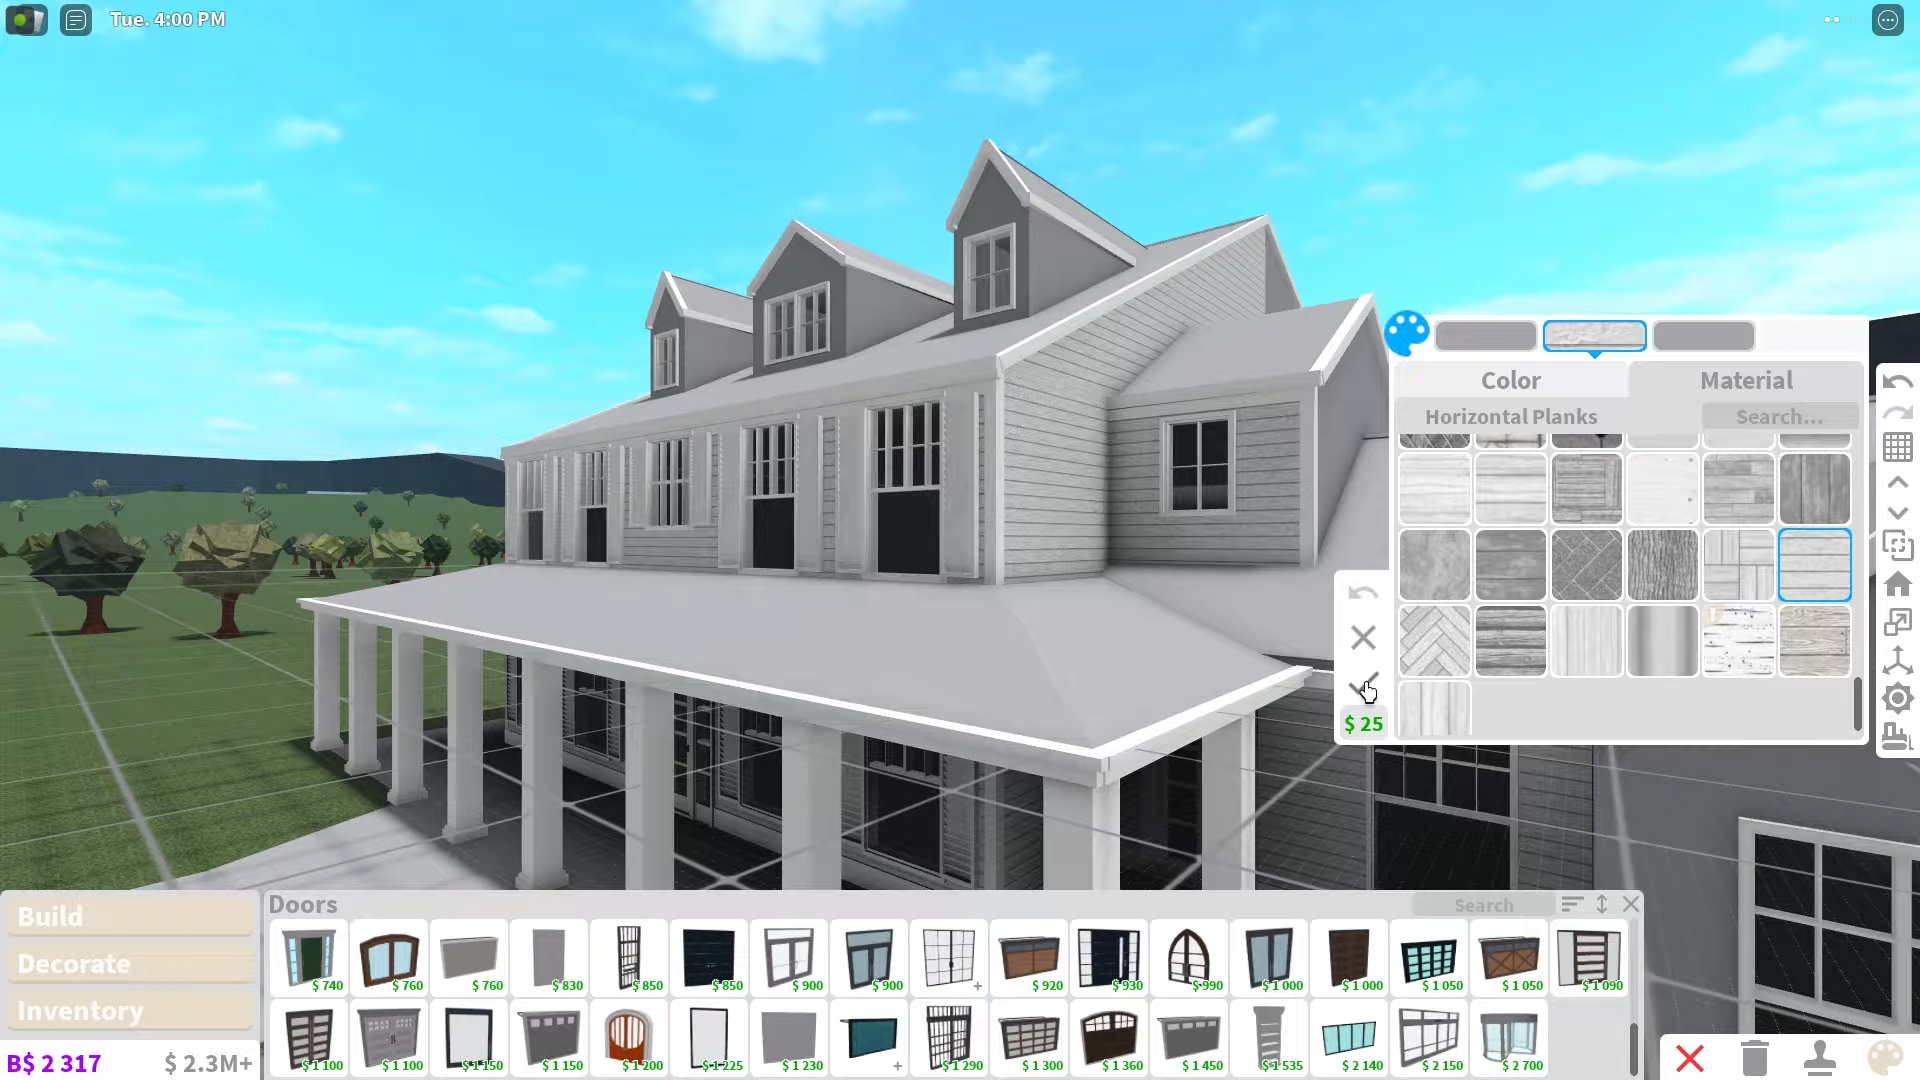 Tue. 4:00 PM
Color
Material
Horizontal Planks
Search...
$ 25
Build
Decorate
Inventory
B$ 2 317
$ 2.3M+
Doors
Search
$ 740
$ 760
$ 760
$ 830
$ 850
$ 850
$ 900
$ 900
+
$ 920
$ 930
$ 990
$ 1 000
$ 1 000
$ 1 050
$ 1 050
$ 1 090
$ 1 100
$ 1 100
$ 1 150
$ 1 150
$ 1 200
$ 1 225
$ 1 230
+
$ 1 290
$ 1 300
$ 1 360
$ 1 450
$ 1 535
$ 2 140
$ 2 150
$ 2 700